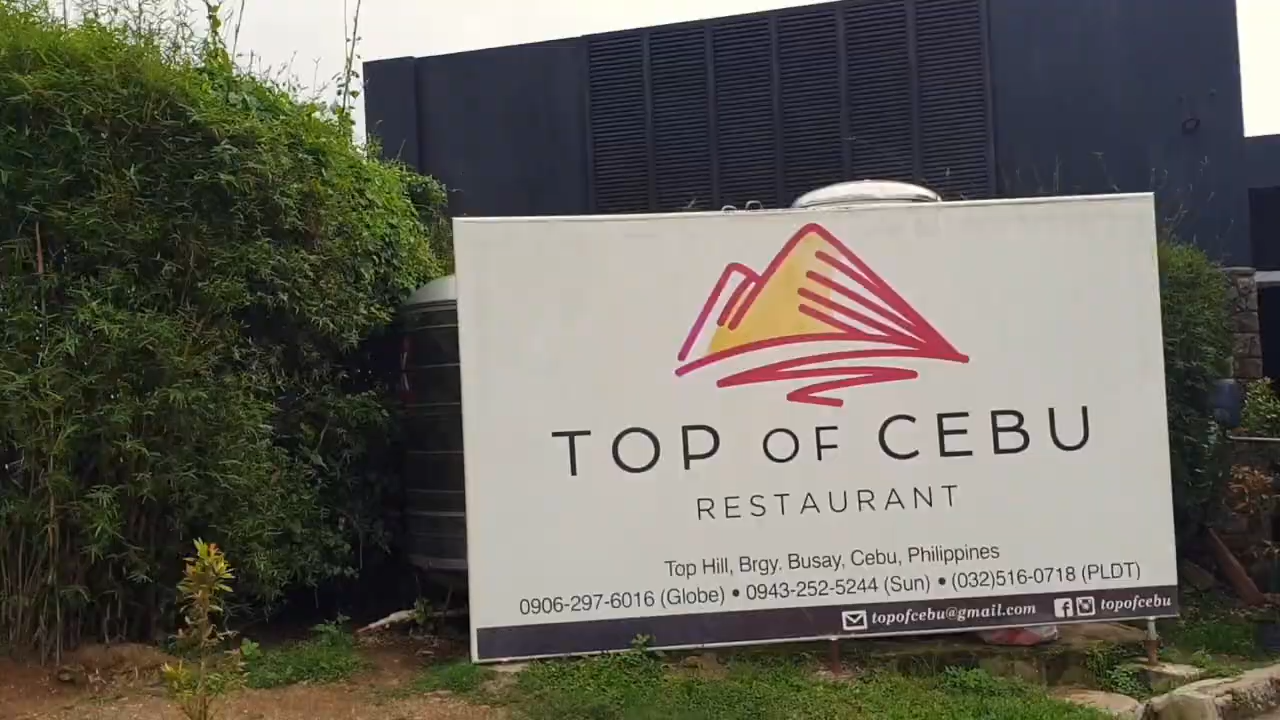 TOP OF CEBU
RESTAURANT
Top Hill, Brgy. Busay, Cebu, Philippines
0906-297-6016 (Globe) • 0943-252-5244 (Sun) • (032)516-0718 (PLDT)
topofcebu@gmail.com topofcebu